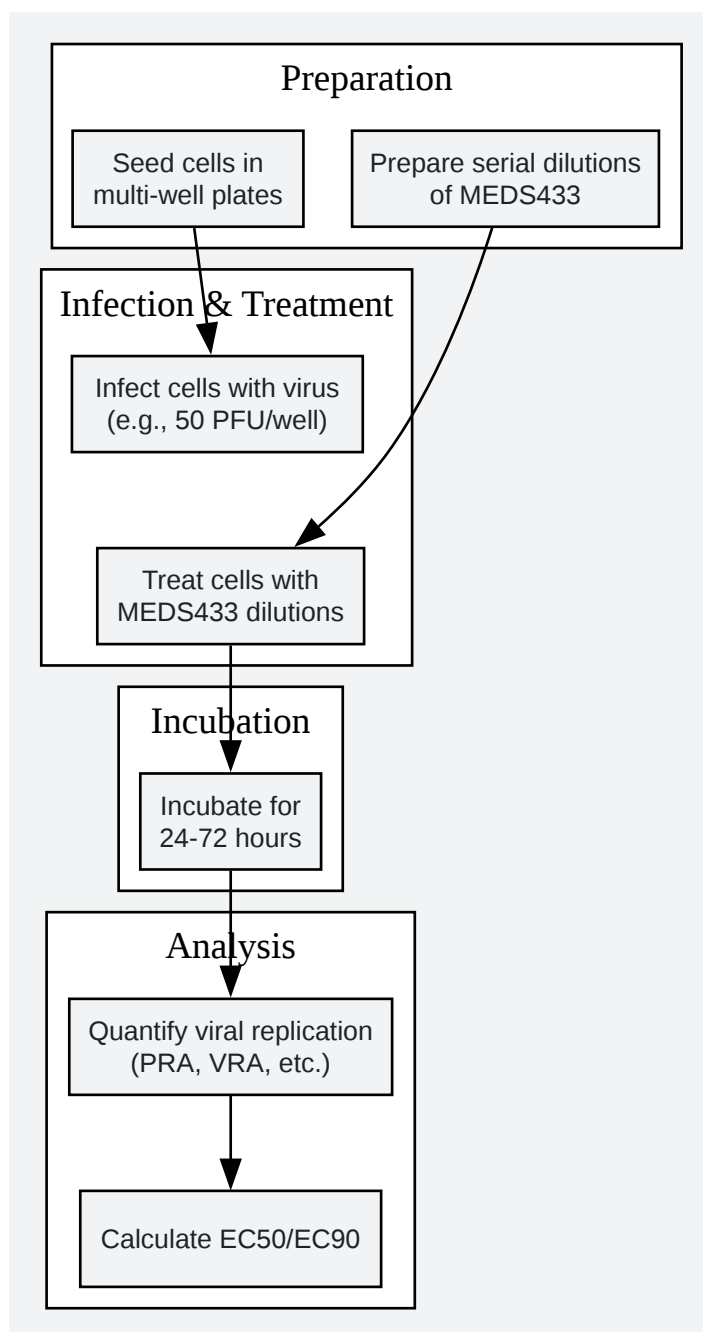 Preparation
Seed cells in
multi-well plates
Prepare serial dilutions
of MEDS433
Infection & Treatment
Infect cells with virus
(e.g., 50 PFU/well)
Treat cells with
MEDS433 dilutions
Incubation
Incubate for
24-72 hours
Analysis
Quantify viral replication
(PRA, VRA, etc.)
Calculate EC50/EC90